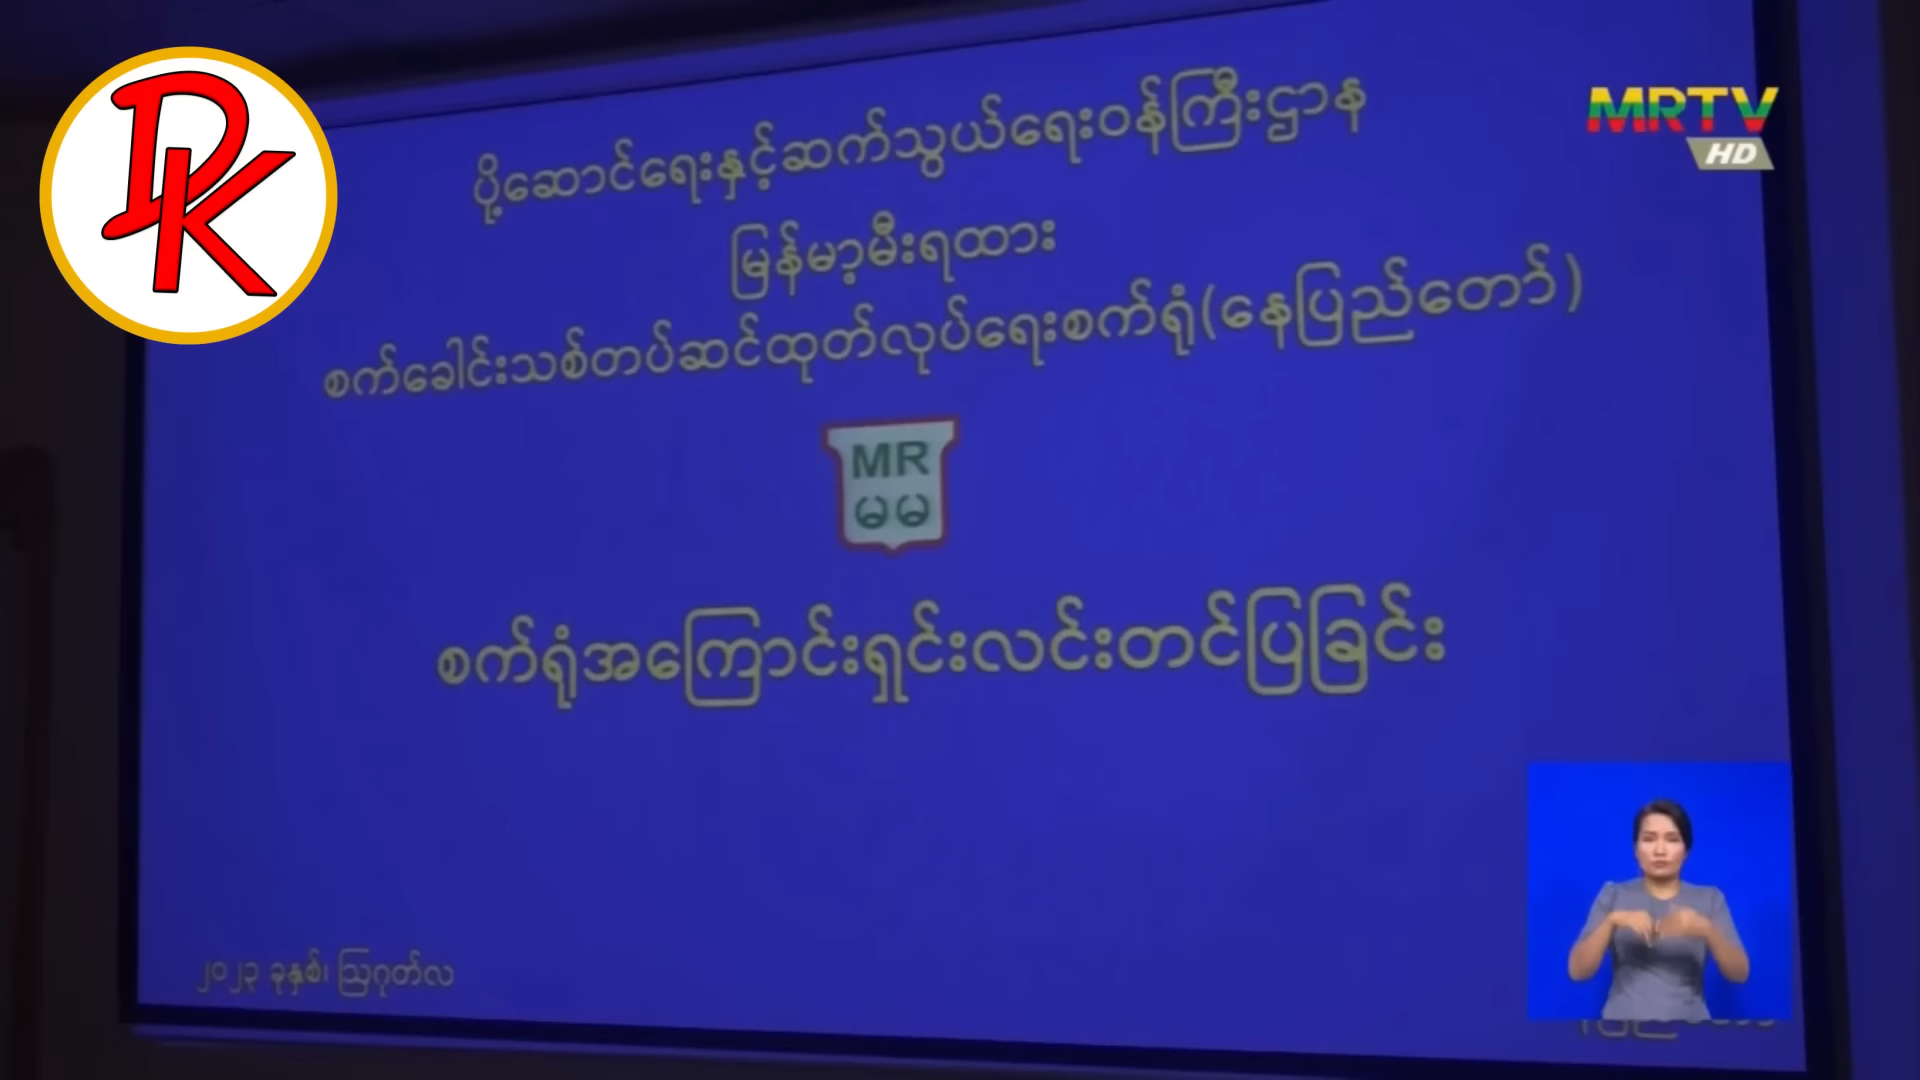 DK
MRTV
HD
ပို့ဆောင်ရေးနှင့်ဆက်သွယ်ရေးဝန်ကြီးဌာန
မြန်မာ့မီးရထား
စက်ခေါင်းသစ်တပ်ဆင်ထုတ်လုပ်ရေးစက်ရုံ(နေပြည်တော်)
MR
မမ
စက်ရုံအကြောင်းရှင်းလင်းတင်ပြခြင်း
၂၀၂၃ ခုနှစ်၊ ဩဂုတ်လ